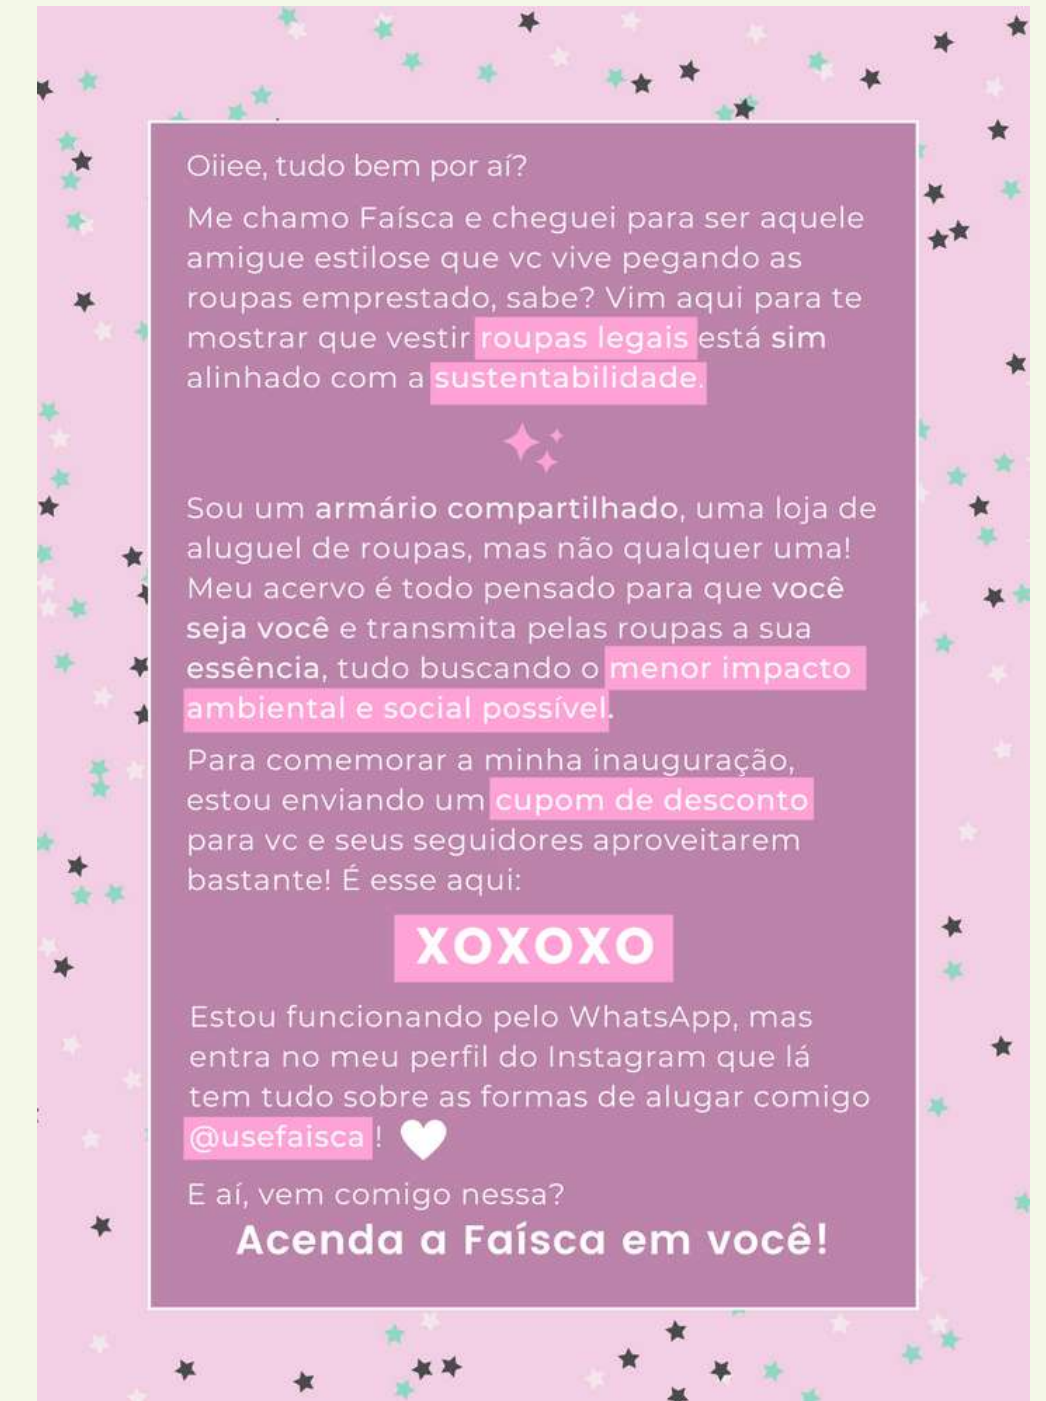 Oiiee, tudo bem por aí?
Me chamo Faísca e cheguei para ser aquele
amigue estilose que vc vive pegando as
roupas emprestado, sabe? Vim aqui para te
mostrar que vestir roupas legais está sim
alinhado com a sustentabilidade.
Sou um armário compartilhado, uma loja de
aluguel de roupas, mas não qualquer uma!
Meu acervo é todo pensado para que você
seja você e transmita pelas roupas a sua
essência, tudo buscando o menor impacto
ambiental e social possível.
Para comemorar a minha inauguração,
estou enviando um cupom de desconto
para vc e seus seguidores aproveitarem
bastante! É esse aqui:
XOXOXO
Estou funcionando pelo WhatsApp, mas
entra no meu perfil do Instagram que lá
tem tudo sobre as formas de alugar comigo
@usefaisca !
E aí, vem comigo nessa?
Acenda a Faísca em você!